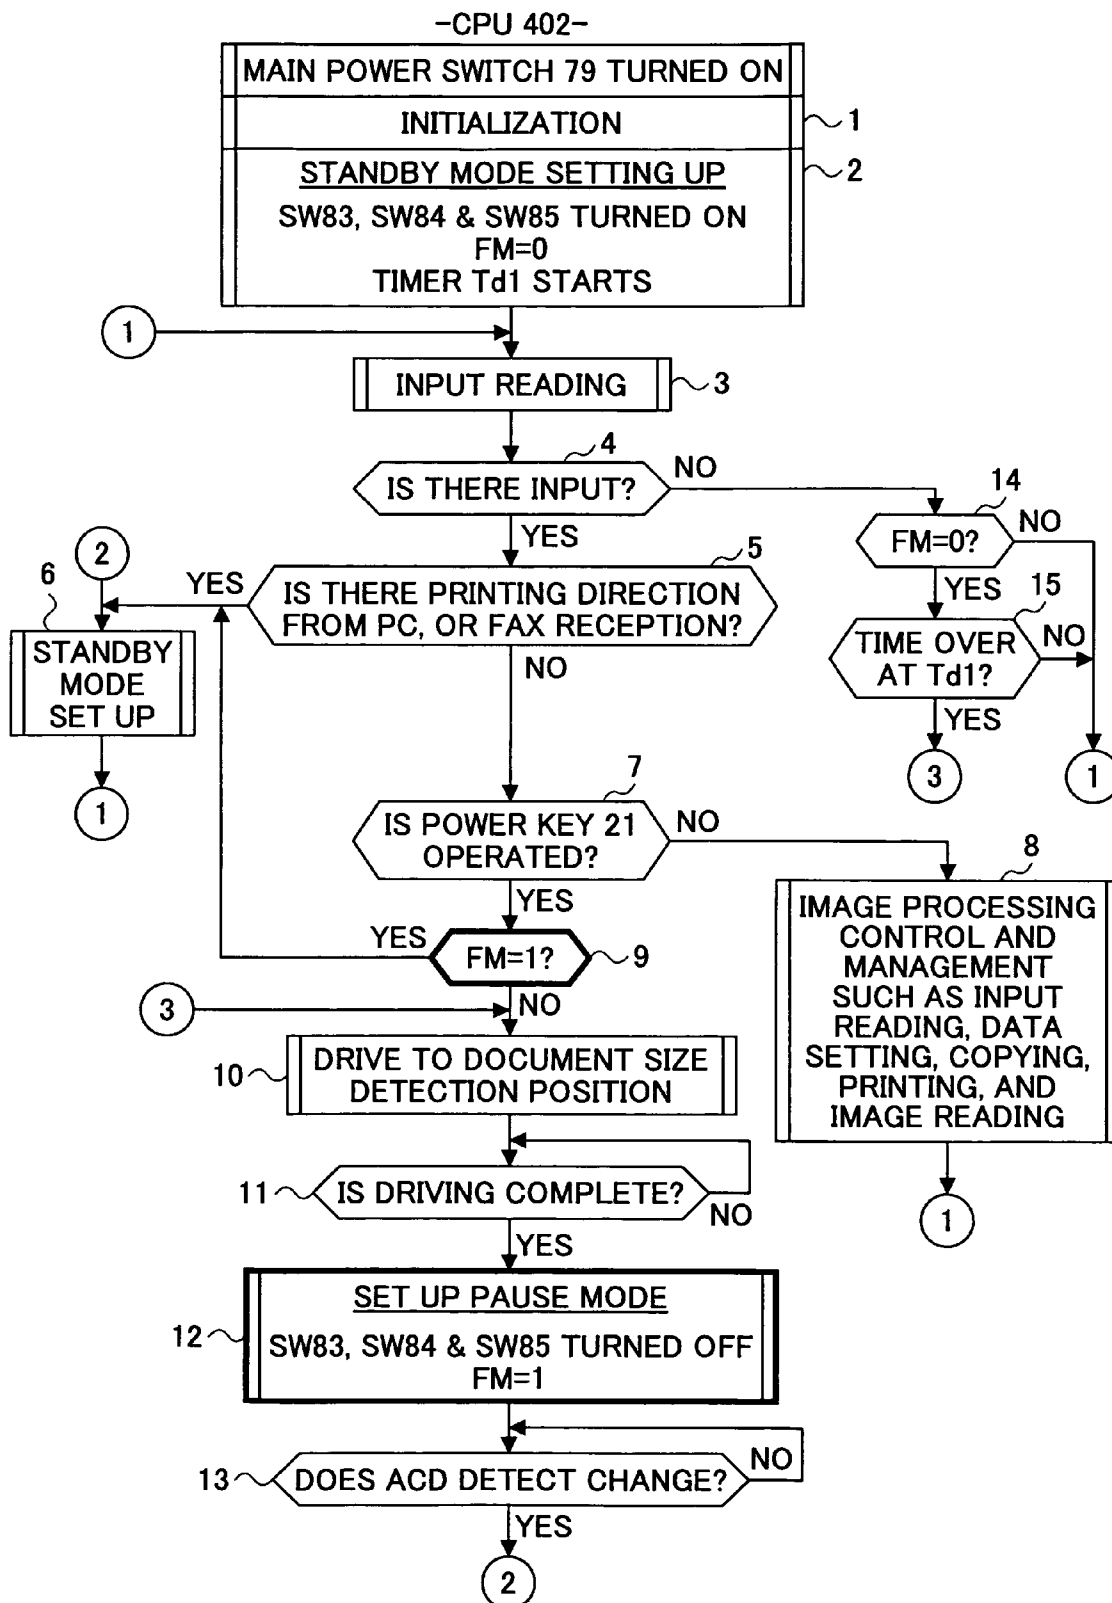 -CPU 402-
MAIN POWER SWITCH 79 TURNED ON
INITIALIZATION
1
STANDBY MODE SETTING UP
2
SW83, SW84 & SW85 TURNED ON
FM=0
TIMER Td1 STARTS
1
INPUT READING
3
4
IS THERE INPUT?
NO
YES
14
FM=0?
NO
YES
15
TIME OVER
AT Td1?
NO
YES
3
1
5
IS THERE PRINTING DIRECTION
FROM PC, OR FAX RECEPTION?
YES
NO
2
6
STANDBY
MODE
SET UP
1
7
IS POWER KEY 21
OPERATED?
NO
YES
8
IMAGE PROCESSING
CONTROL AND
MANAGEMENT
SUCH AS INPUT
READING, DATA
SETTING, COPYING,
PRINTING, AND
IMAGE READING
1
YES
FM=1?
9
NO
3
10
DRIVE TO DOCUMENT SIZE
DETECTION POSITION
11
IS DRIVING COMPLETE?
NO
YES
12
SET UP PAUSE MODE
SW83, SW84 & SW85 TURNED OFF
FM=1
13
DOES ACD DETECT CHANGE?
NO
YES
2